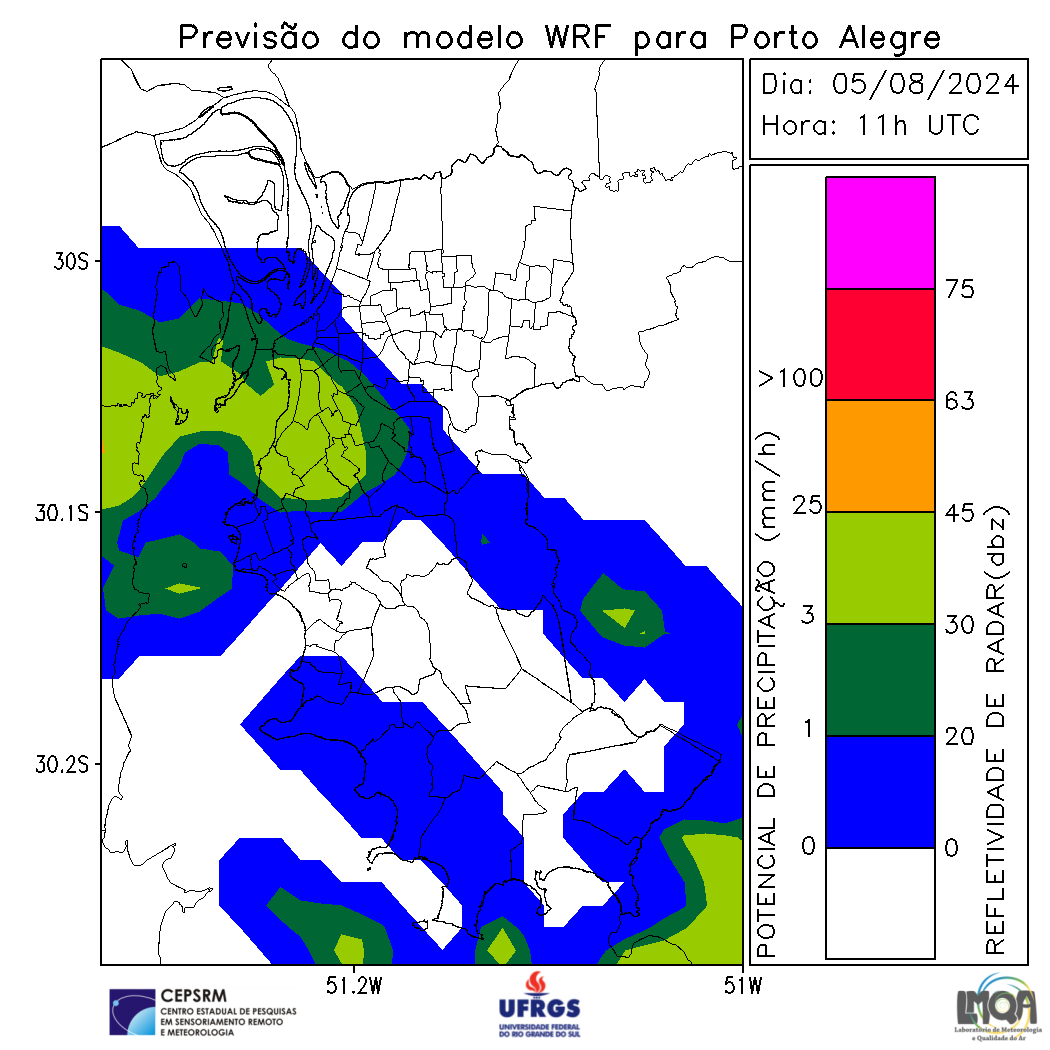 Previsão do modelo WRF para Porto Alegre
Dia: 05/08/2024
Hora: 11h UTC
30S
30.1S
30.2S
51.2W
51W
POTENCIAL DE PRECIPITAÇÃO (mm/h)
>100
25
3
1
0
75
63
45
30
20
0
REFLETIVIDADE DE RADAR(dbz)
CEPSRM
CENTRO ESTADUAL DE PESQUISAS
EM SENSORIAMENTO REMOTO
E METEOROLOGIA
UFRGS
UNIVERSIDADE FEDERAL
DO RIO GRANDE DO SUL
LMQA
Laboratório de Meteorologia
e Qualidade do Ar